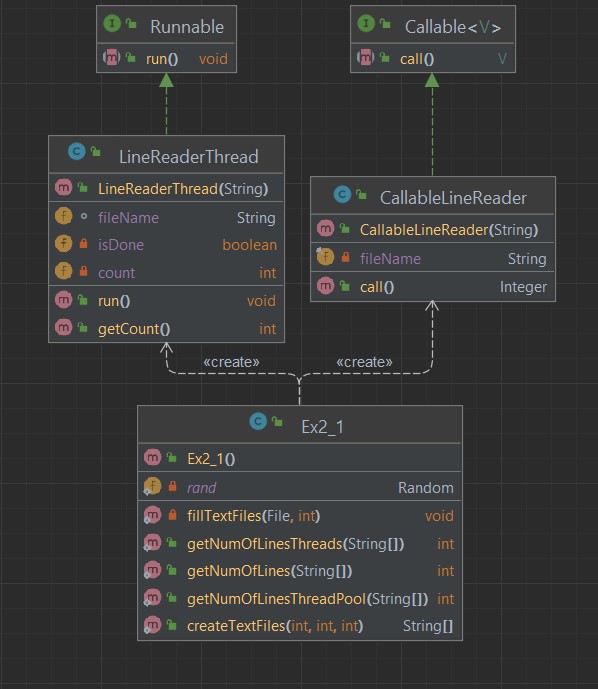 Runnable
run() void
Callable<V>
call() V
LineReaderThread
LineReaderThread(String)
fileName String
isDone boolean
count int
run() void
getCount() int
CallableLineReader
CallableLineReader(String)
fileName String
call() Integer
«create»
«create»
Ex2_1
Ex2_1()
rand Random
fillTextFiles(File, int) void
getNumOfLinesThreads(String[]) int
getNumOfLines(String[]) int
getNumOfLinesThreadPool(String[]) int
createTextFiles(int, int, int) String[]